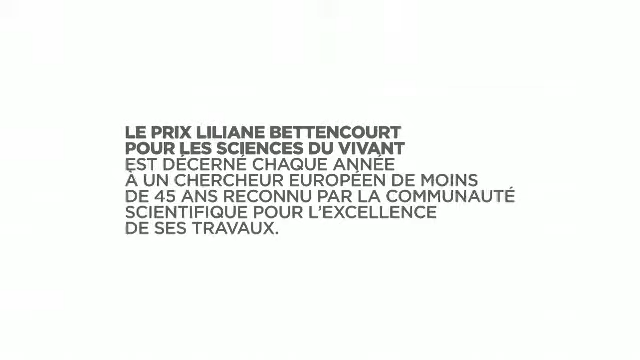 LE PRIX LILIANE BETTENCOURT
POUR LES SCIENCES DU VIVANT
EST DÉCERNÉ CHAQUE ANNÉE
À UN CHERCHEUR EUROPÉEN DE MOINS
DE 45 ANS RECONNU PAR LA COMMUNAUTÉ
SCIENTIFIQUE POUR L'EXCELLENCE
DE SES TRAVAUX.